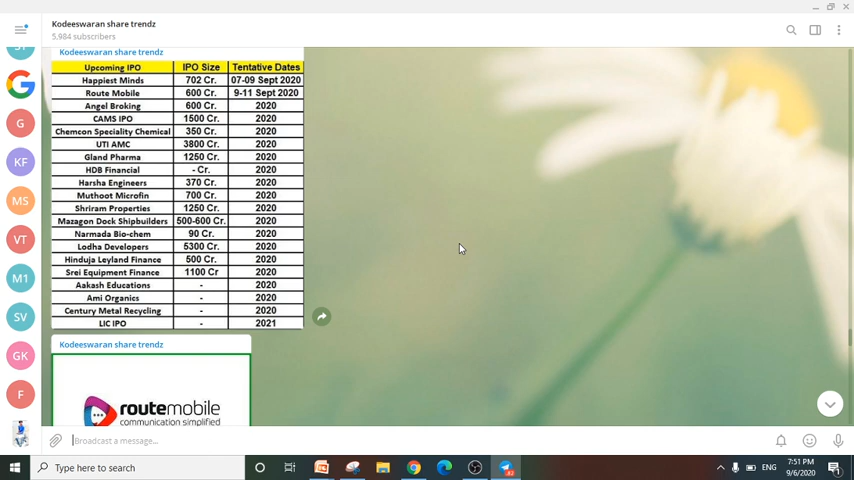 Kodeeswaran share trendz
5,984 subscribers
Kodeeswaran share trendz
Upcoming IPO IPO Size Tentative Dates
Happiest Minds 702 Cr. 07-09 Sept 2020
Route Mobile 600 Cr. 9-11 Sept 2020
Angel Broking 600 Cr. 2020
CAMS IPO 1500 Cr. 2020
Chemcon Speciality Chemical 350 Cr. 2020
UTI AMC 3800 Cr. 2020
Gland Pharma 1250 Cr. 2020
HDB Financial - Cr. 2020
Harsha Engineers 370 Cr. 2020
Muthoot Microfin 700 Cr. 2020
Shriram Properties 1250 Cr. 2020
Mazagon Dock Shipbuilders 500-600 Cr. 2020
Narmada Bio-chem 90 Cr. 2020
Lodha Developers 5300 Cr. 2020
Hinduja Leyland Finance 500 Cr. 2020
Srei Equipment Finance 1100 Cr 2020
Aakash Educations - 2020
Ami Organics - 2020
Century Metal Recycling - 2020
LIC IPO - 2021
Kodeeswaran share trendz
routemobile
communication simplified
G
KF
MS
VT
M1
SV
GK
F
Broadcast a message...
Type here to search
ENG
7:51 PM
9/6/2020